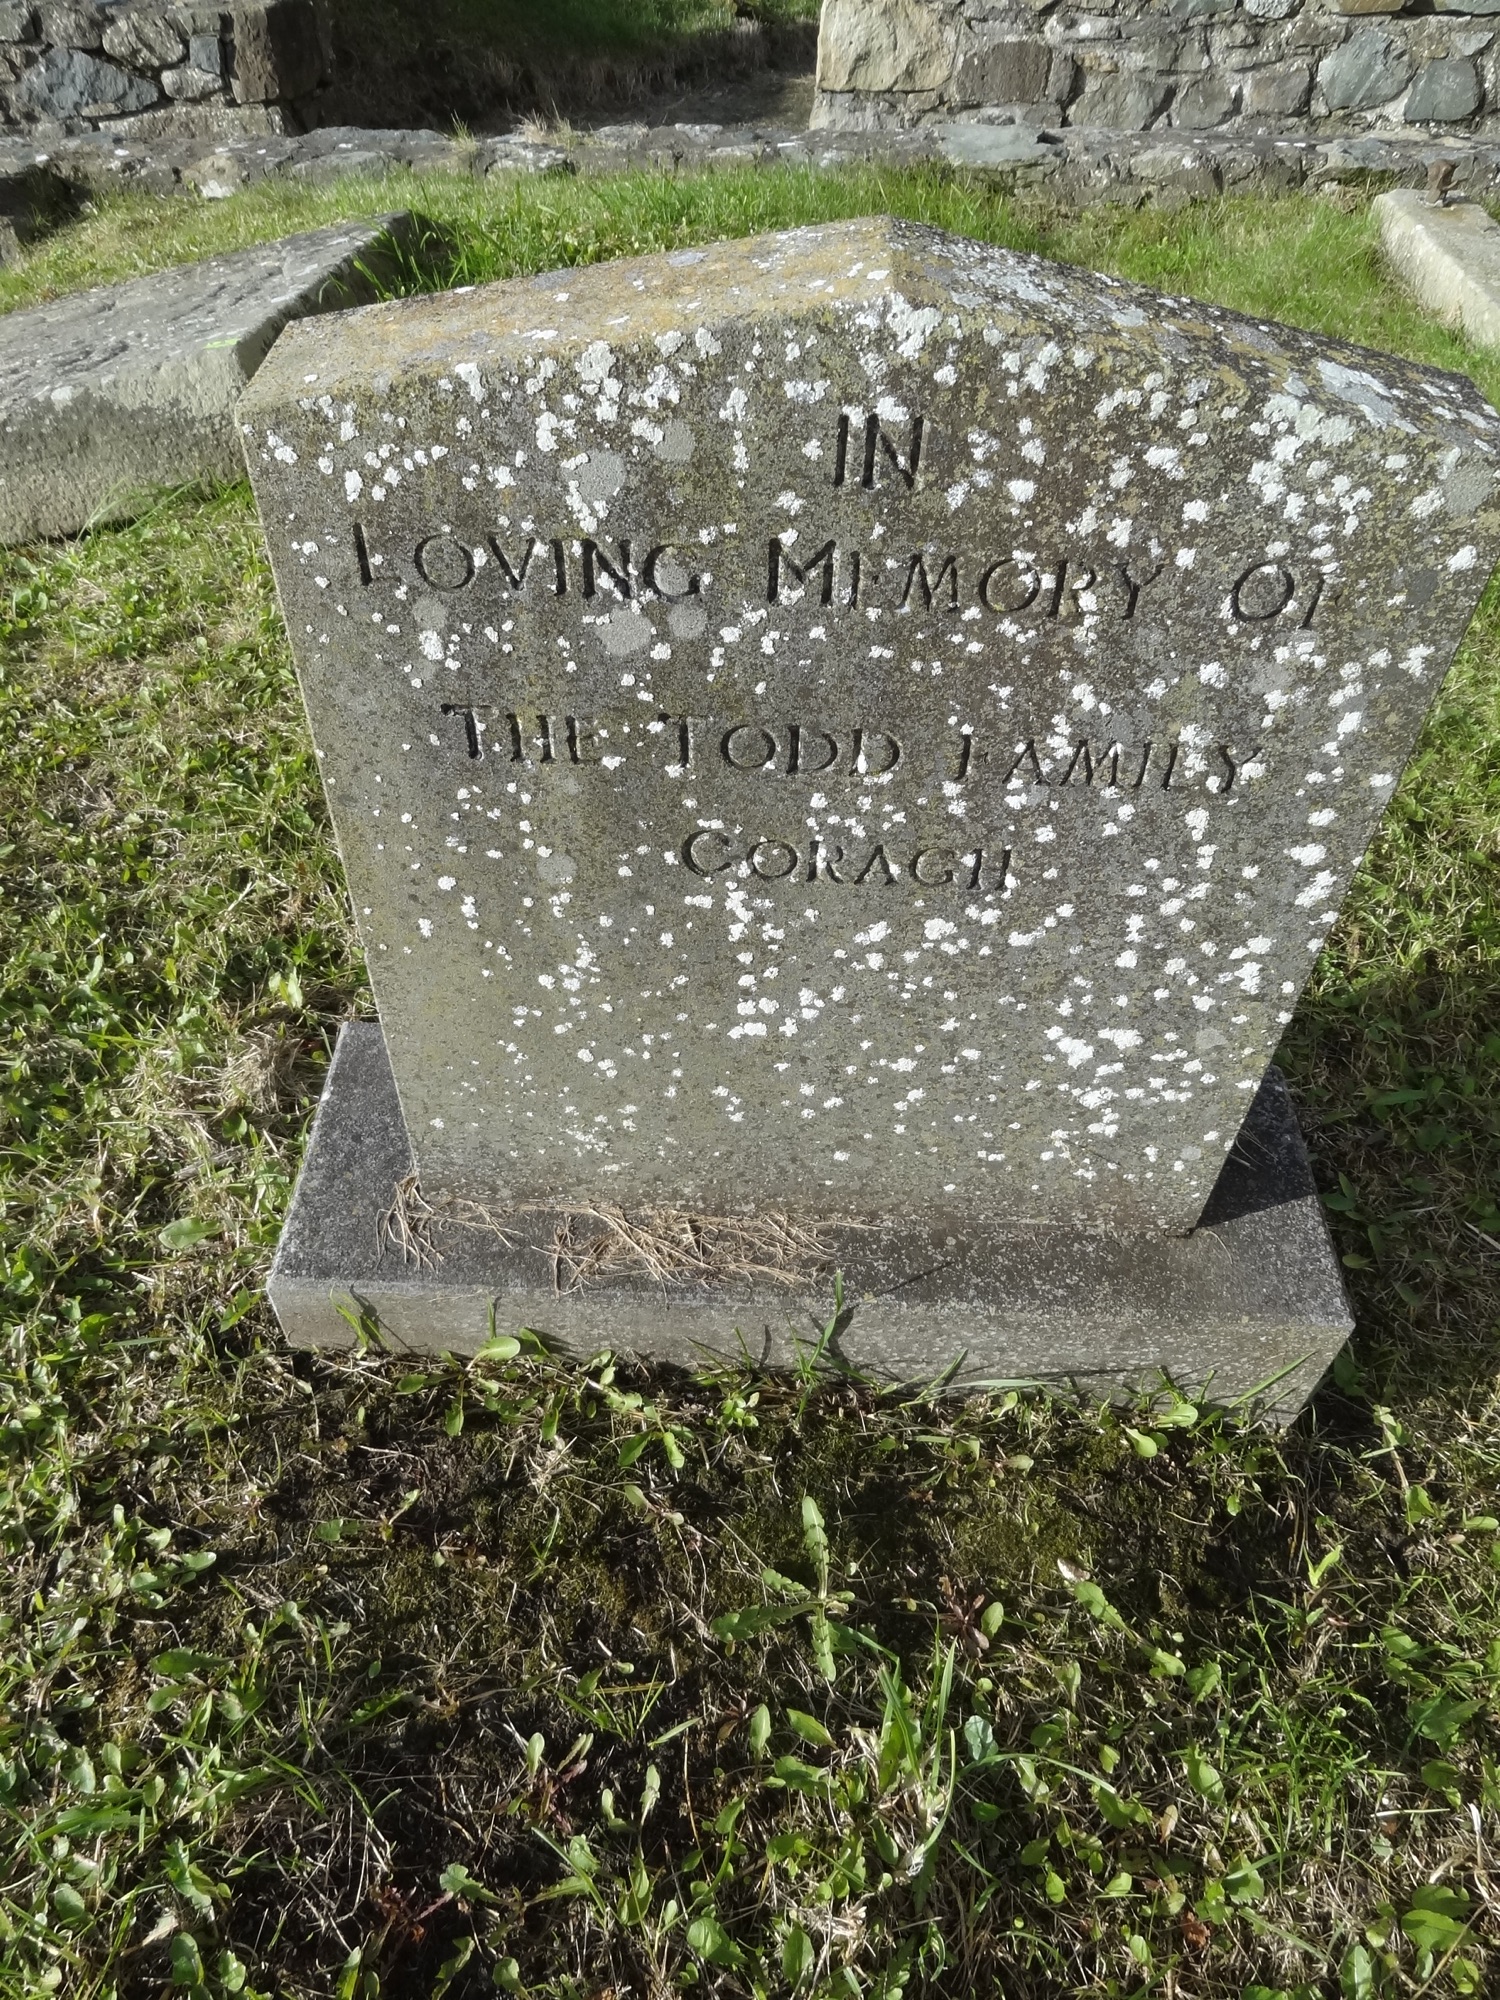 IN
LOVING MEMORY OF
THE TODD FAMILY
CORAGH